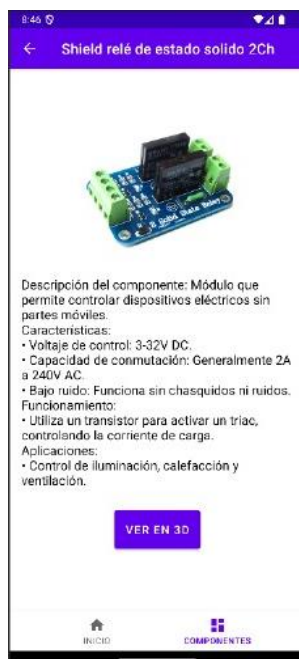 8:46
Shield relé de estado solido 2Ch
Solid State Relay
Descripción del componente: Módulo que
permite controlar dispositivos eléctricos sin
partes móviles.
Características:
• Voltaje de control: 3-32V DC.
• Capacidad de conmutación: Generalmente 2A
a 240V AC.
• Bajo ruido: Funciona sin chasquidos ni ruidos.
Funcionamiento:
• Utiliza un transistor para activar un triac,
controlando la corriente de carga.
Aplicaciones:
• Control de iluminación, calefacción y
ventilación.
VER EN 3D
INICIO
COMPONENTES